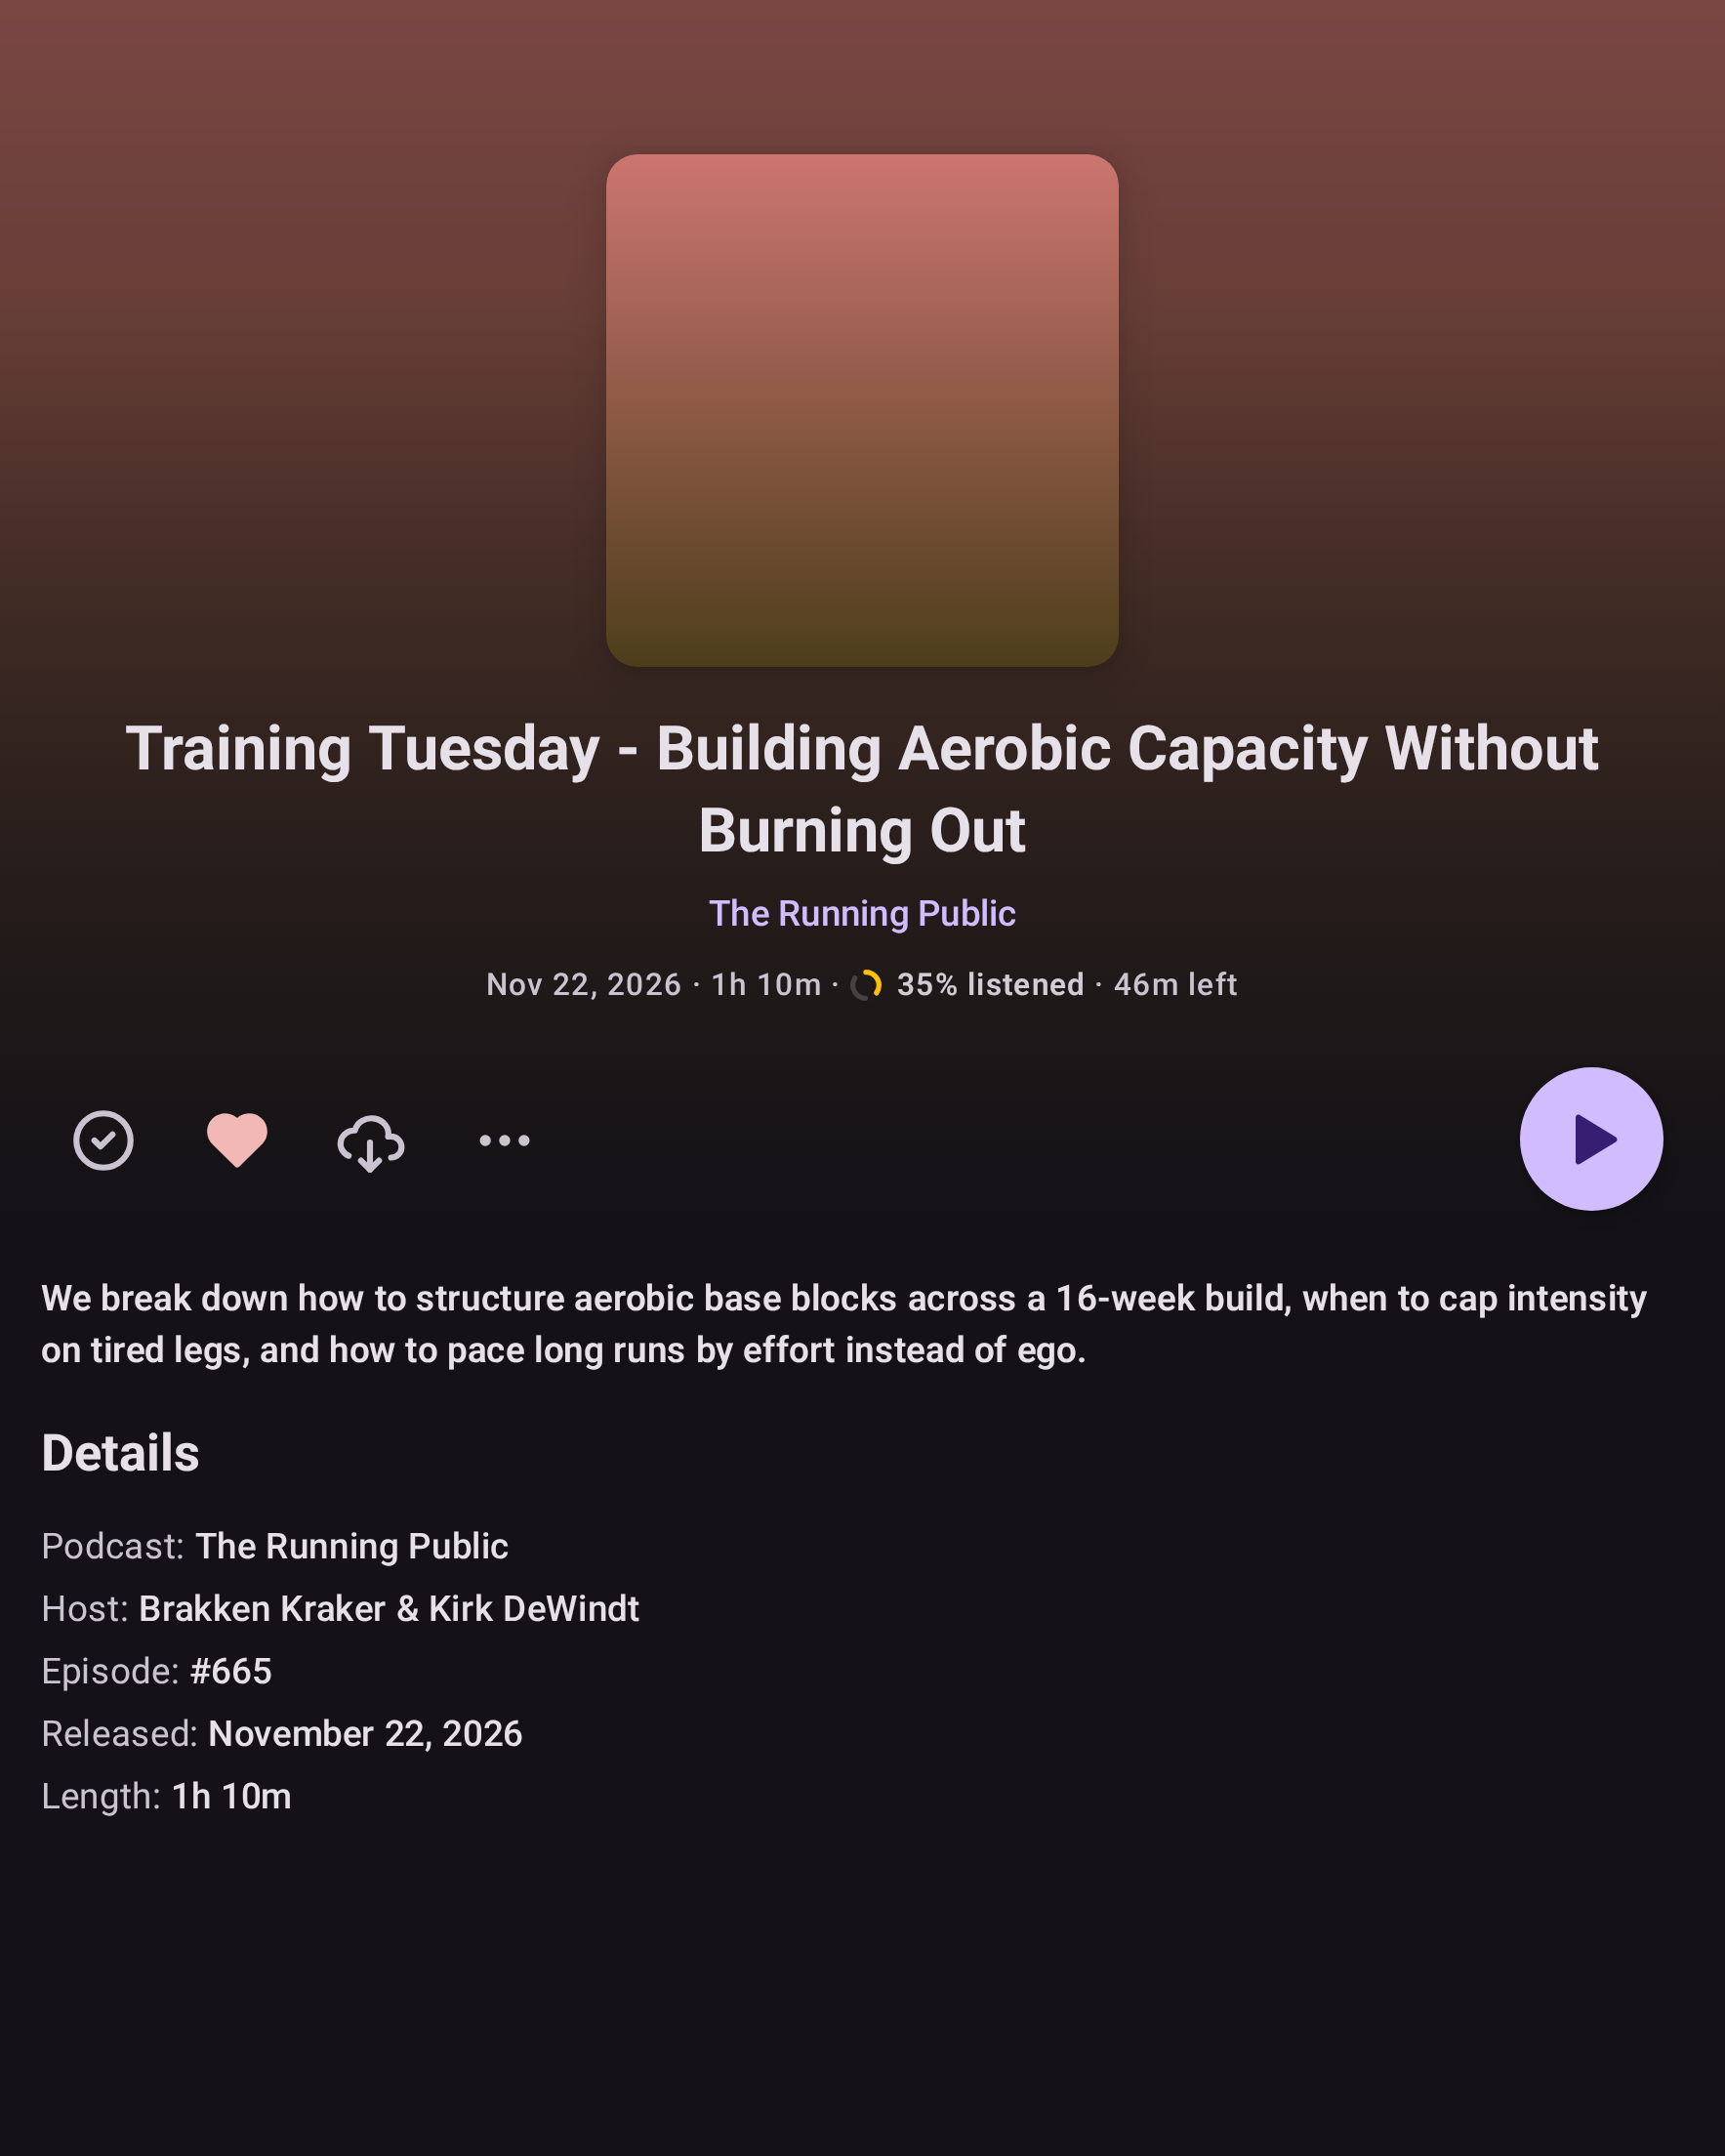 Training Tuesday - Building Aerobic Capacity Without
Burning Out
The Running Public
Nov 22, 2026 · 1h 10m · 35% listened · 46m left
We break down how to structure aerobic base blocks across a 16-week build, when to cap intensity
on tired legs, and how to pace long runs by effort instead of ego.
Details
Podcast: The Running Public
Host: Brakken Kraker & Kirk DeWindt
Episode: #665
Released: November 22, 2026
Length: 1h 10m